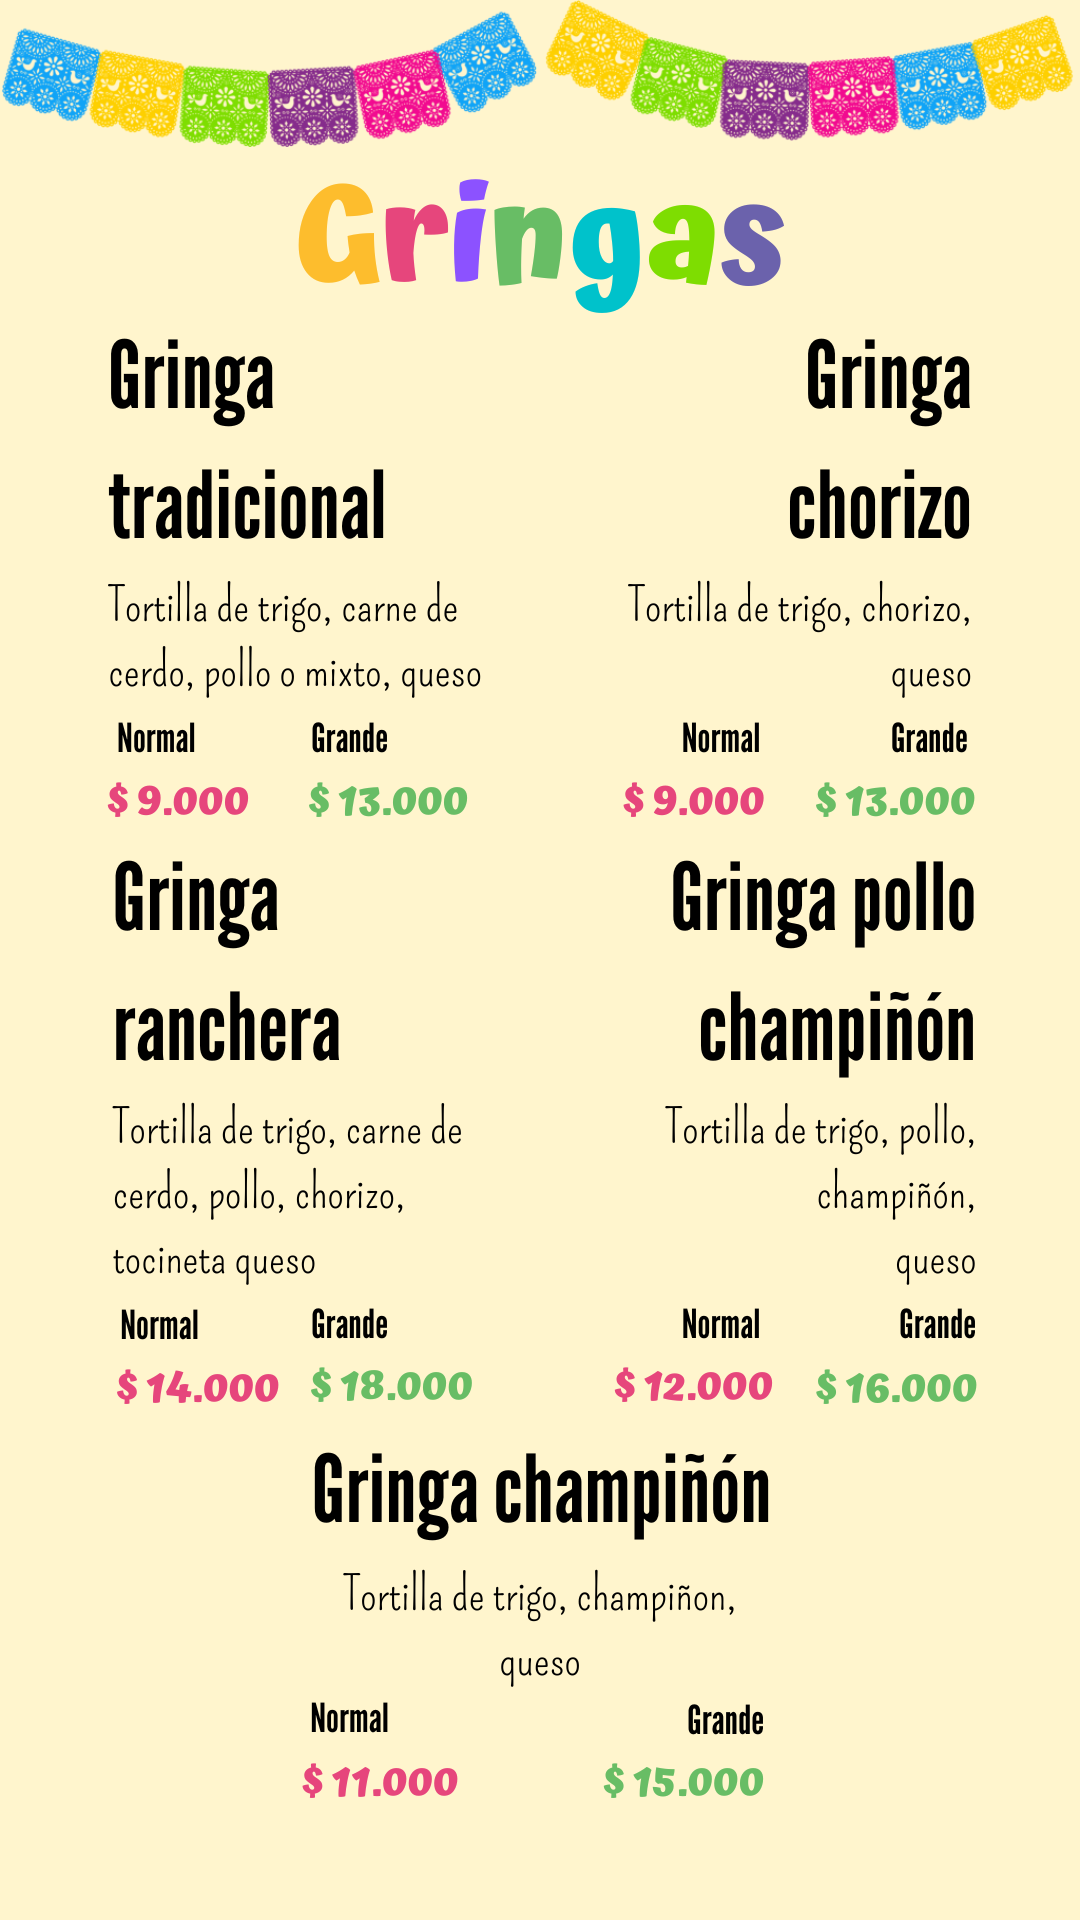 Gringas
Gringa
tradicional
Tortilla de trigo, carne de
cerdo, pollo o mixto, queso
Normal Grande
$ 9.000 $ 13.000
Gringa
chorizo
Tortilla de trigo, chorizo,
queso
Normal Grande
$ 9.000 $ 13.000
Gringa
ranchera
Tortilla de trigo, carne de
cerdo, pollo, chorizo,
tocineta queso
Normal Grande
$ 14.000 $ 18.000
Gringa pollo
champiñón
Tortilla de trigo, pollo,
champiñón,
queso
Normal Grande
$ 12.000 $ 16.000
Gringa champiñón
Tortilla de trigo, champiñon,
queso
Normal Grande
$ 11.000 $ 15.000